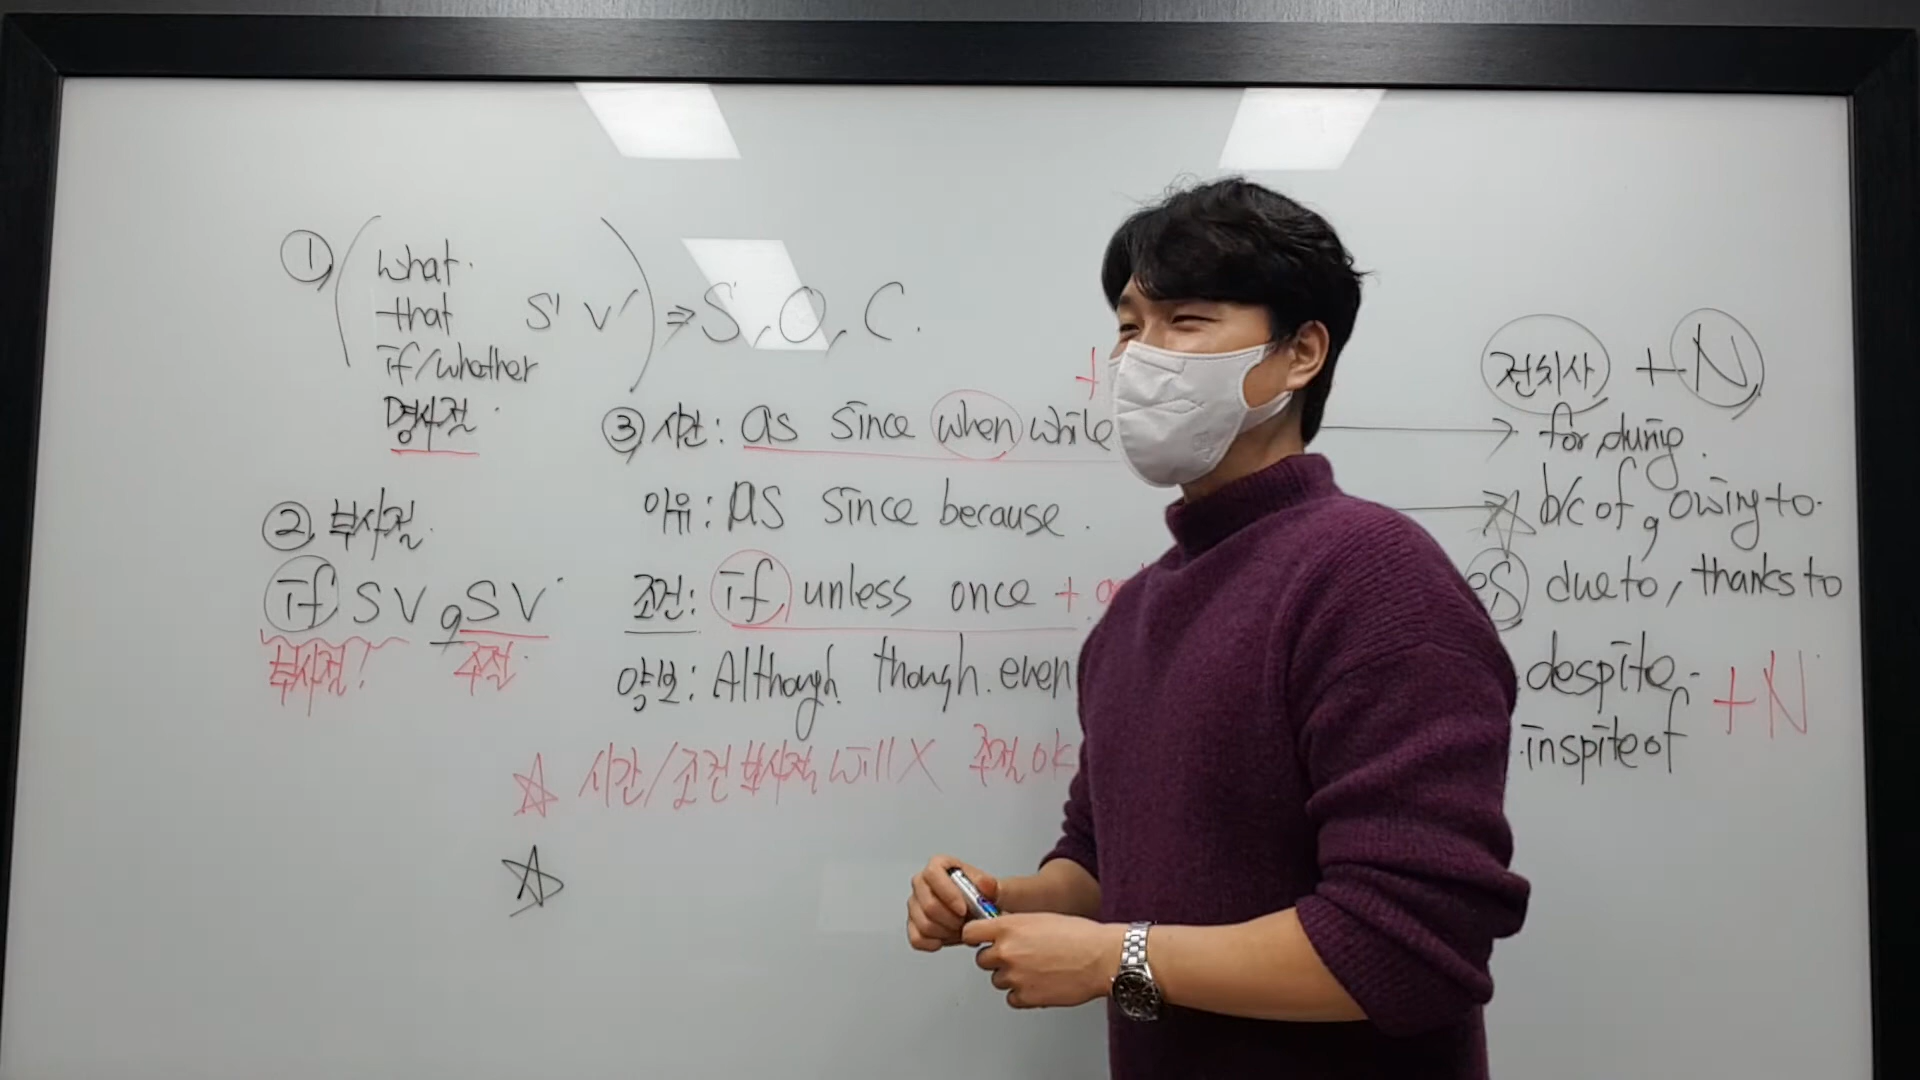 ① ( what. that if/whether S' V' ) ⇒ S, O, C.
명사절.
② 부사절.
if S V, S V.
부사절! 주절.
③ 시간: as since when while
이유: as since because.
조건: if unless once +
양보: Although. though. even
☆ 시간/조건 부사절 will X 주절 ok
☆
전치사 + N
for, during.
☆ b/c of, owing to.
due to, thanks to
despite. + N
in spite of